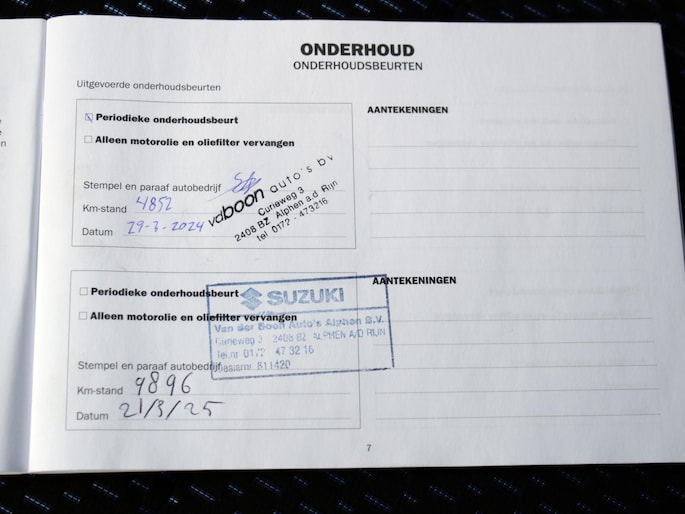 ONDERHOUD
ONDERHOUDSBEURTEN
Uitgevoerde onderhoudsbeurten
Periodieke onderhoudsbeurt
Alleen motorolie en oliefilter vervangen
Stempel en paraaf autobedrijf
vdboon auto's bv
Curieweg 3
2408 BZ Alphen a.d. Rijn
tel. 0172 - 473216
Km-stand 4852
Datum 29-3-2024
AANTEKENINGEN
Periodieke onderhoudsbeurt
Alleen motorolie en oliefilter vervangen
SUZUKI
Van der Boon Auto's Alphen B.V.
Curieweg 3 2408 BZ ALPHEN A/D RIJN
Tel.nr 0172 47 32 16
511420
Stempel en paraaf autobedrijf
Km-stand 9896
Datum 21/3/25
AANTEKENINGEN
7